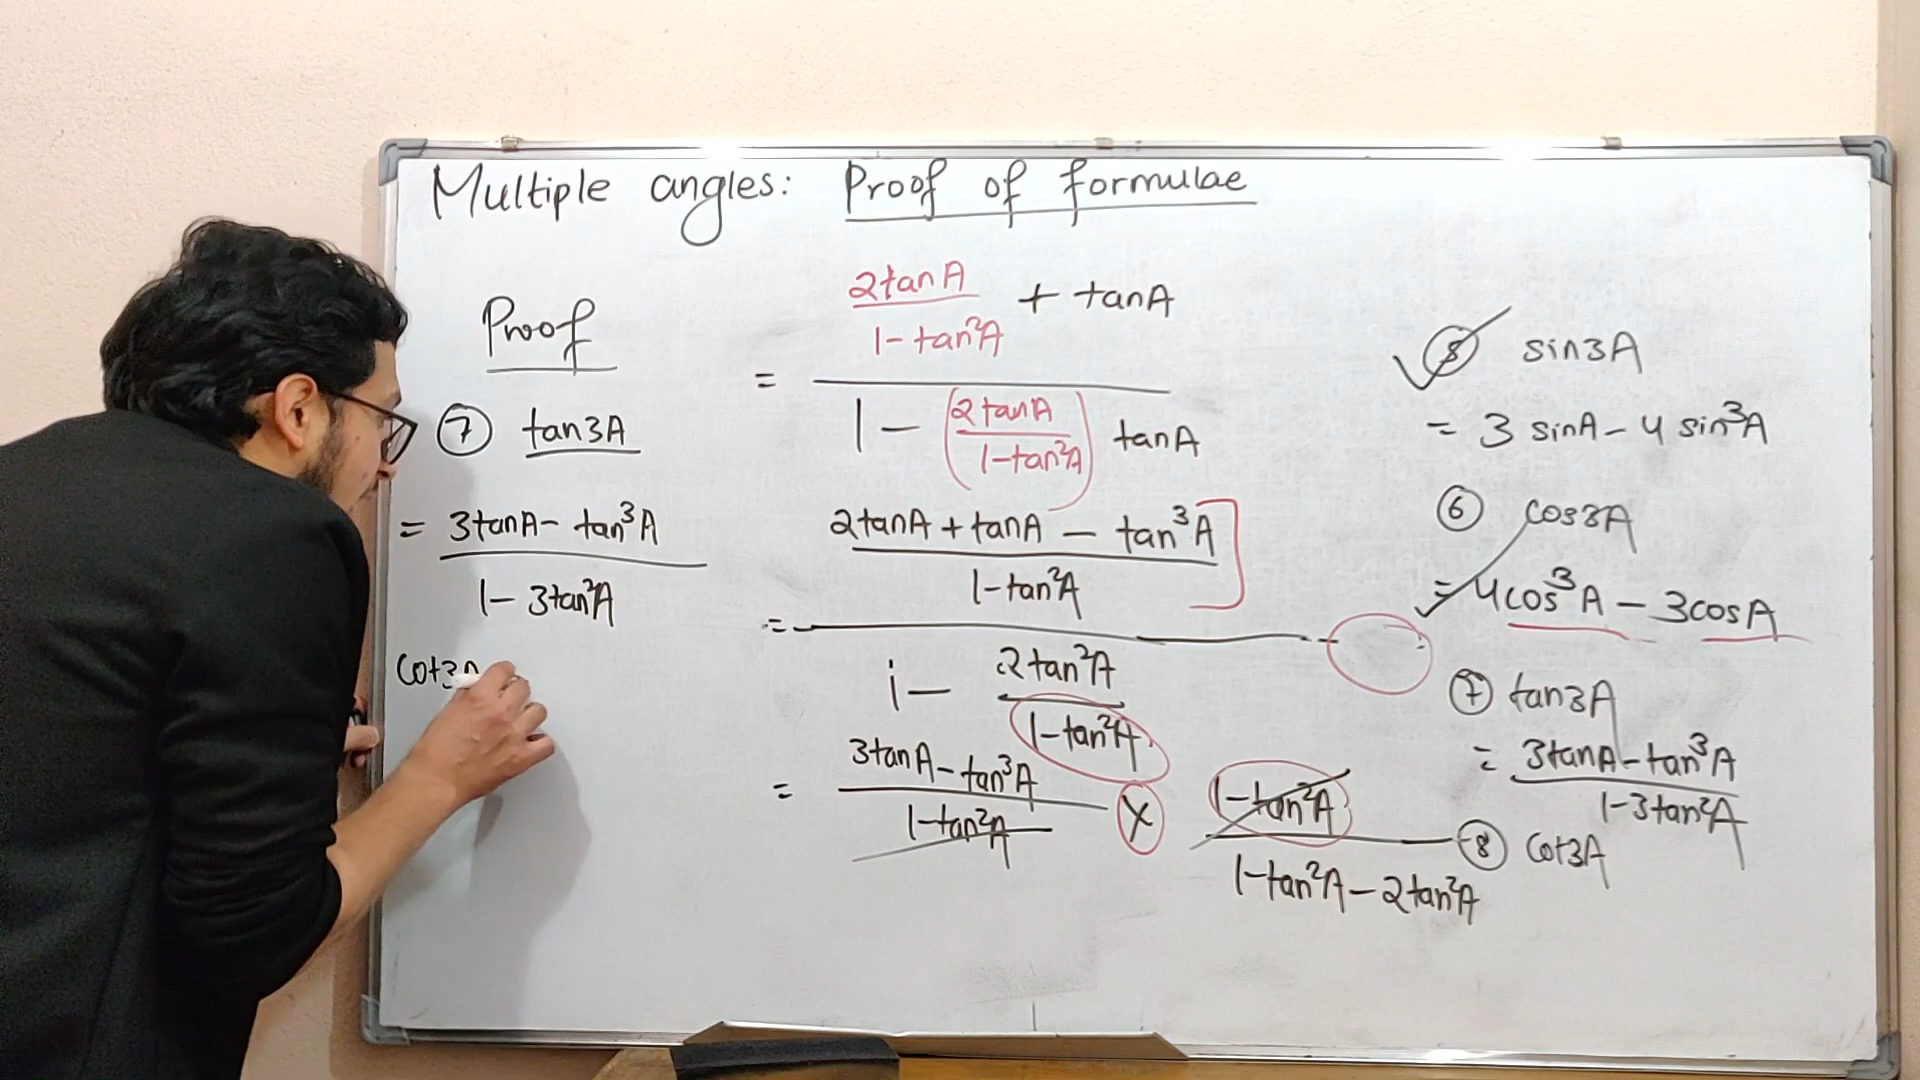 Multiple angles: Proof of formulae
Proof
⑦ tan3A
= 3tanA - tan³A
1 - 3tan²A
Cot3A
2tanA + tanA
1 - tan²A
=
1 - (2tanA tanA
1-tan²A)
2tanA + tanA - tan³A
1-tan²A
=
1 - 2tan²A
1-tan²A
= 3tanA - tan³A × 1-tan²A
1-tan²A 1-tan²A - 2tan²A
sin3A
= 3 sinA - 4 sin³A
⑥ cos3A
= 4cos³A - 3cosA
⑦ tan3A
= 3tanA - tan³A
1-3tan²A
⑧ Cot3A